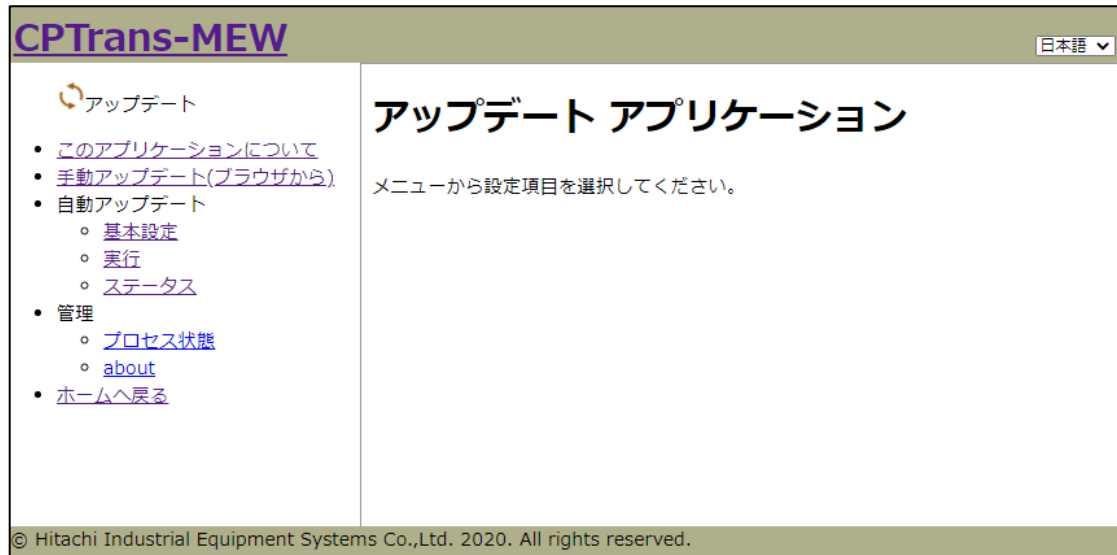 CPTrans-MEW
日本語
アップデート
このアプリケーションについて
手動アップデート(ブラウザから)
自動アップデート
基本設定
実行
ステータス
管理
プロセス状態
about
ホームへ戻る
アップデート アプリケーション
メニューから設定項目を選択してください。
© Hitachi Industrial Equipment Systems Co.,Ltd. 2020. All rights reserved.